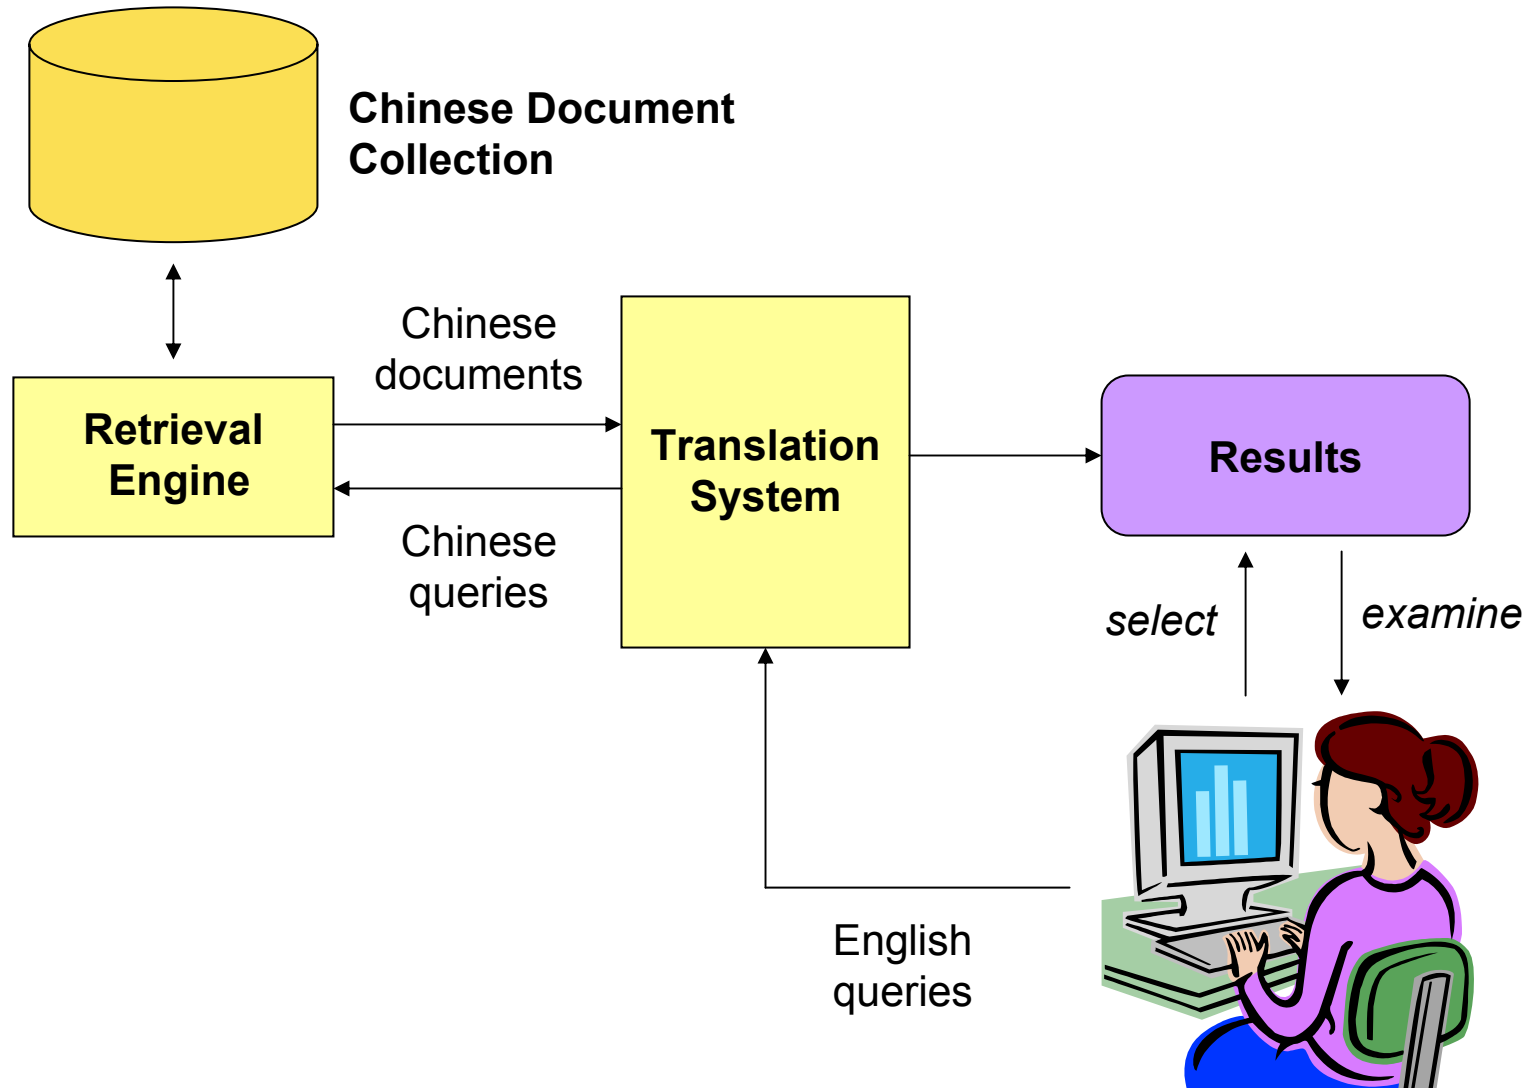 Chinese Document
Collection
Chinese
documents
Retrieval
Engine
Translation
System
Results
Chinese
queries
select
examine
English
queries